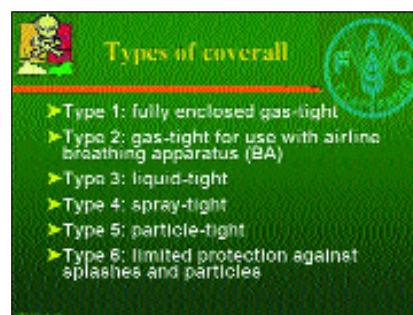 Types of coverall
F A O
➤Type 1: fully enclosed gas-tight
➤Type 2: gas-tight for use with airline
breathing apparatus (BA)
➤Type 3: liquid-tight
➤Type 4: spray-tight
➤Type 5: particle-tight
➤Type 6: limited protection against
splashes and particles